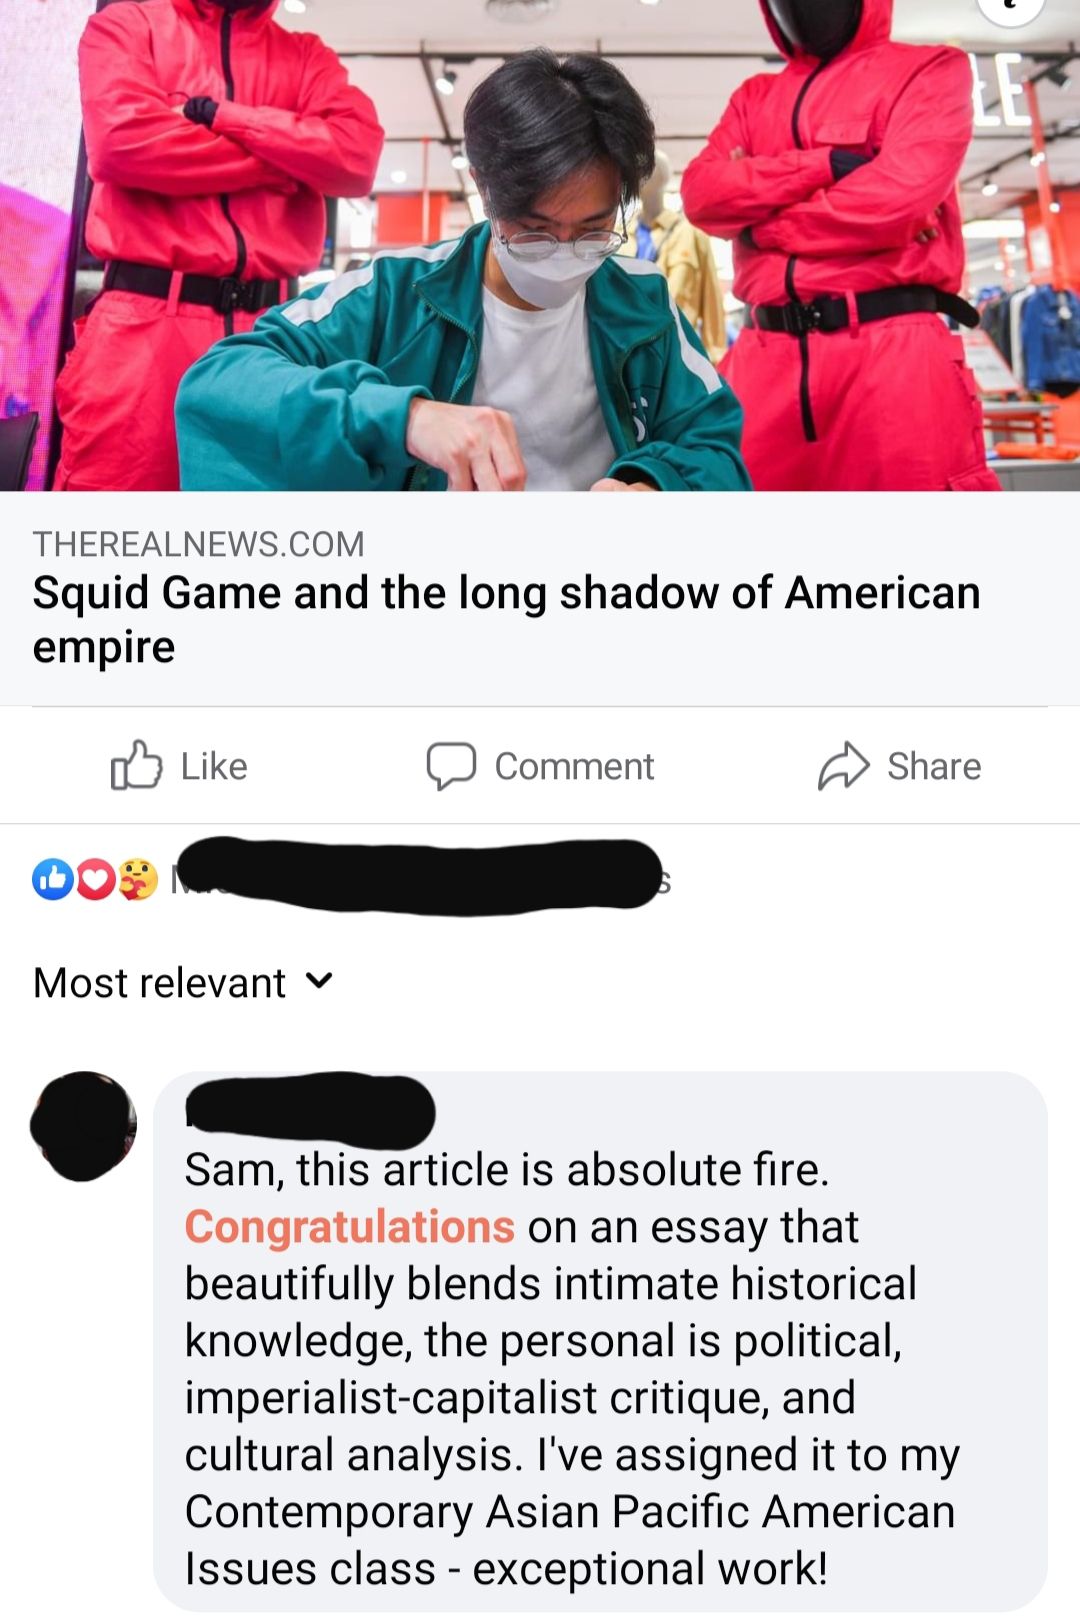 LE
THEREALNEWS.COM
Squid Game and the long shadow of American
empire
Like
Comment
Share
Most relevant
Sam, this article is absolute fire.
Congratulations on an essay that
beautifully blends intimate historical
knowledge, the personal is political,
imperialist-capitalist critique, and
cultural analysis. I've assigned it to my
Contemporary Asian Pacific American
Issues class - exceptional work!